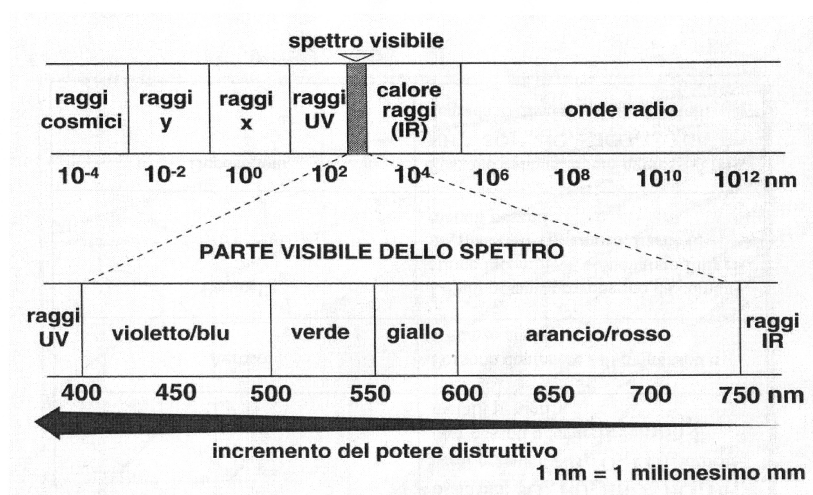 spettro visibile
raggi cosmici
raggi y
raggi x
raggi UV
calore raggi (IR)
onde radio
10⁻⁴ 10⁻² 10⁰ 10² 10⁴ 10⁶ 10⁸ 10¹⁰ 10¹² nm
PARTE VISIBILE DELLO SPETTRO
raggi UV
violetto/blu
verde
giallo
arancio/rosso
raggi IR
400 450 500 550 600 650 700 750 nm
incremento del potere distruttivo
1 nm = 1 milionesimo mm